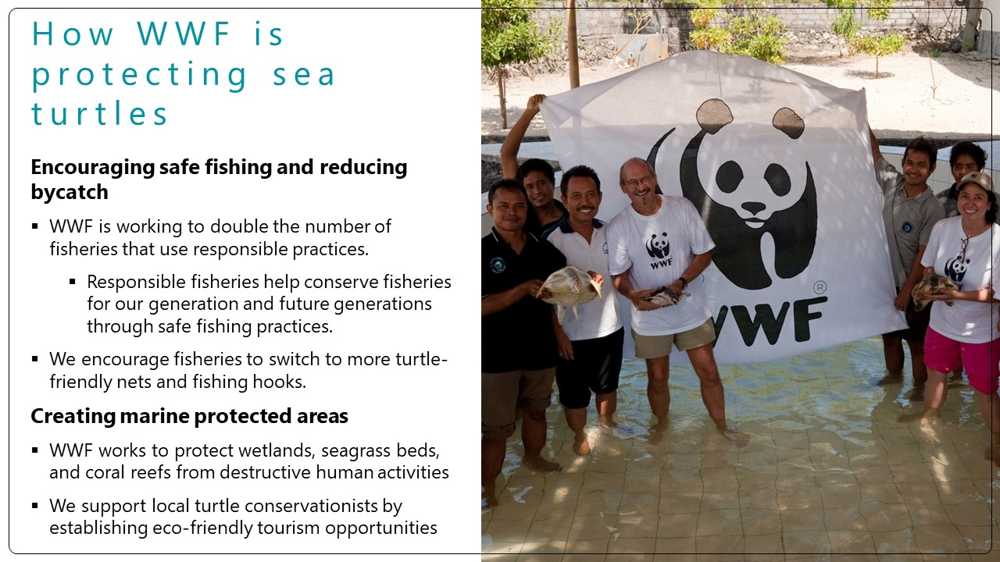 How WWF is
protecting sea
turtles
Encouraging safe fishing and reducing
bycatch
▪ WWF is working to double the number of
fisheries that use responsible practices.
▪ Responsible fisheries help conserve fisheries
for our generation and future generations
through safe fishing practices.
▪ We encourage fisheries to switch to more turtle-
friendly nets and fishing hooks.
Creating marine protected areas
▪ WWF works to protect wetlands, seagrass beds,
and coral reefs from destructive human activities
▪ We support local turtle conservationists by
establishing eco-friendly tourism opportunities
WWF
®
WWF